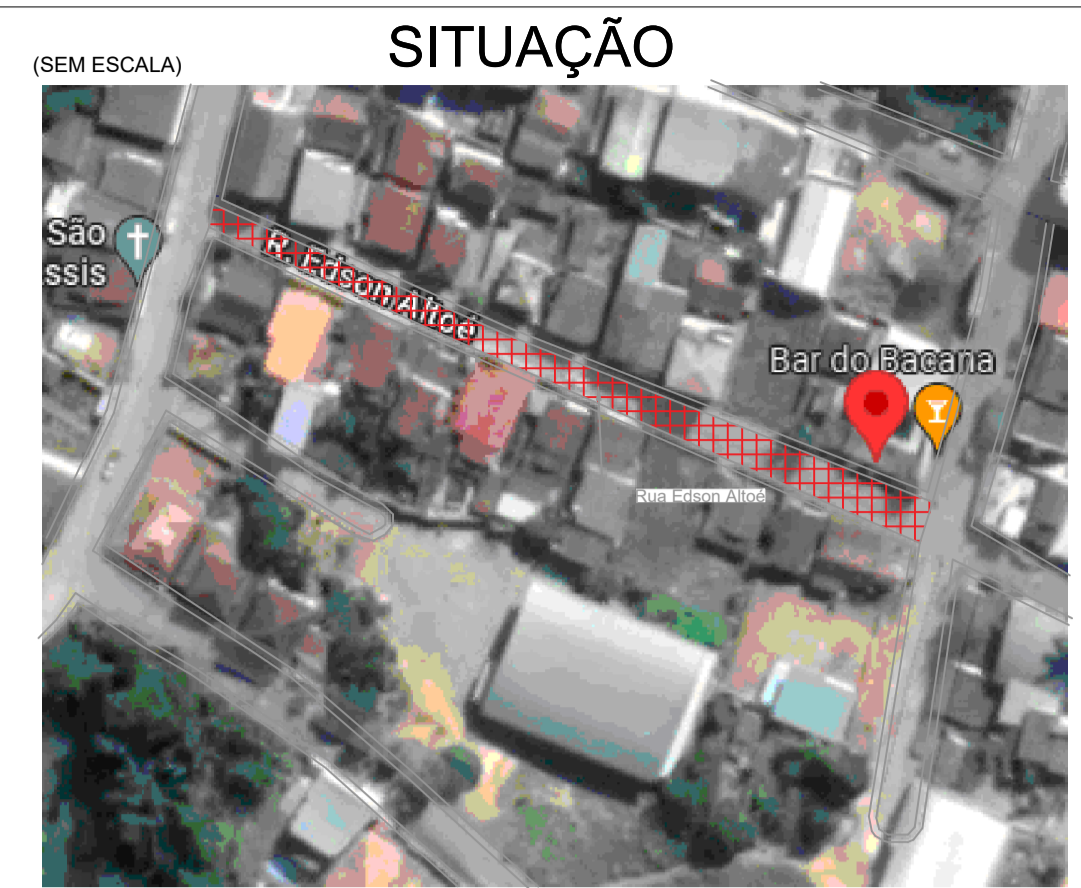 SITUAÇÃO
(SEM ESCALA)
São
ssis
R. Edson Altoé
Bar do Bacana
Rua Edson Altoé